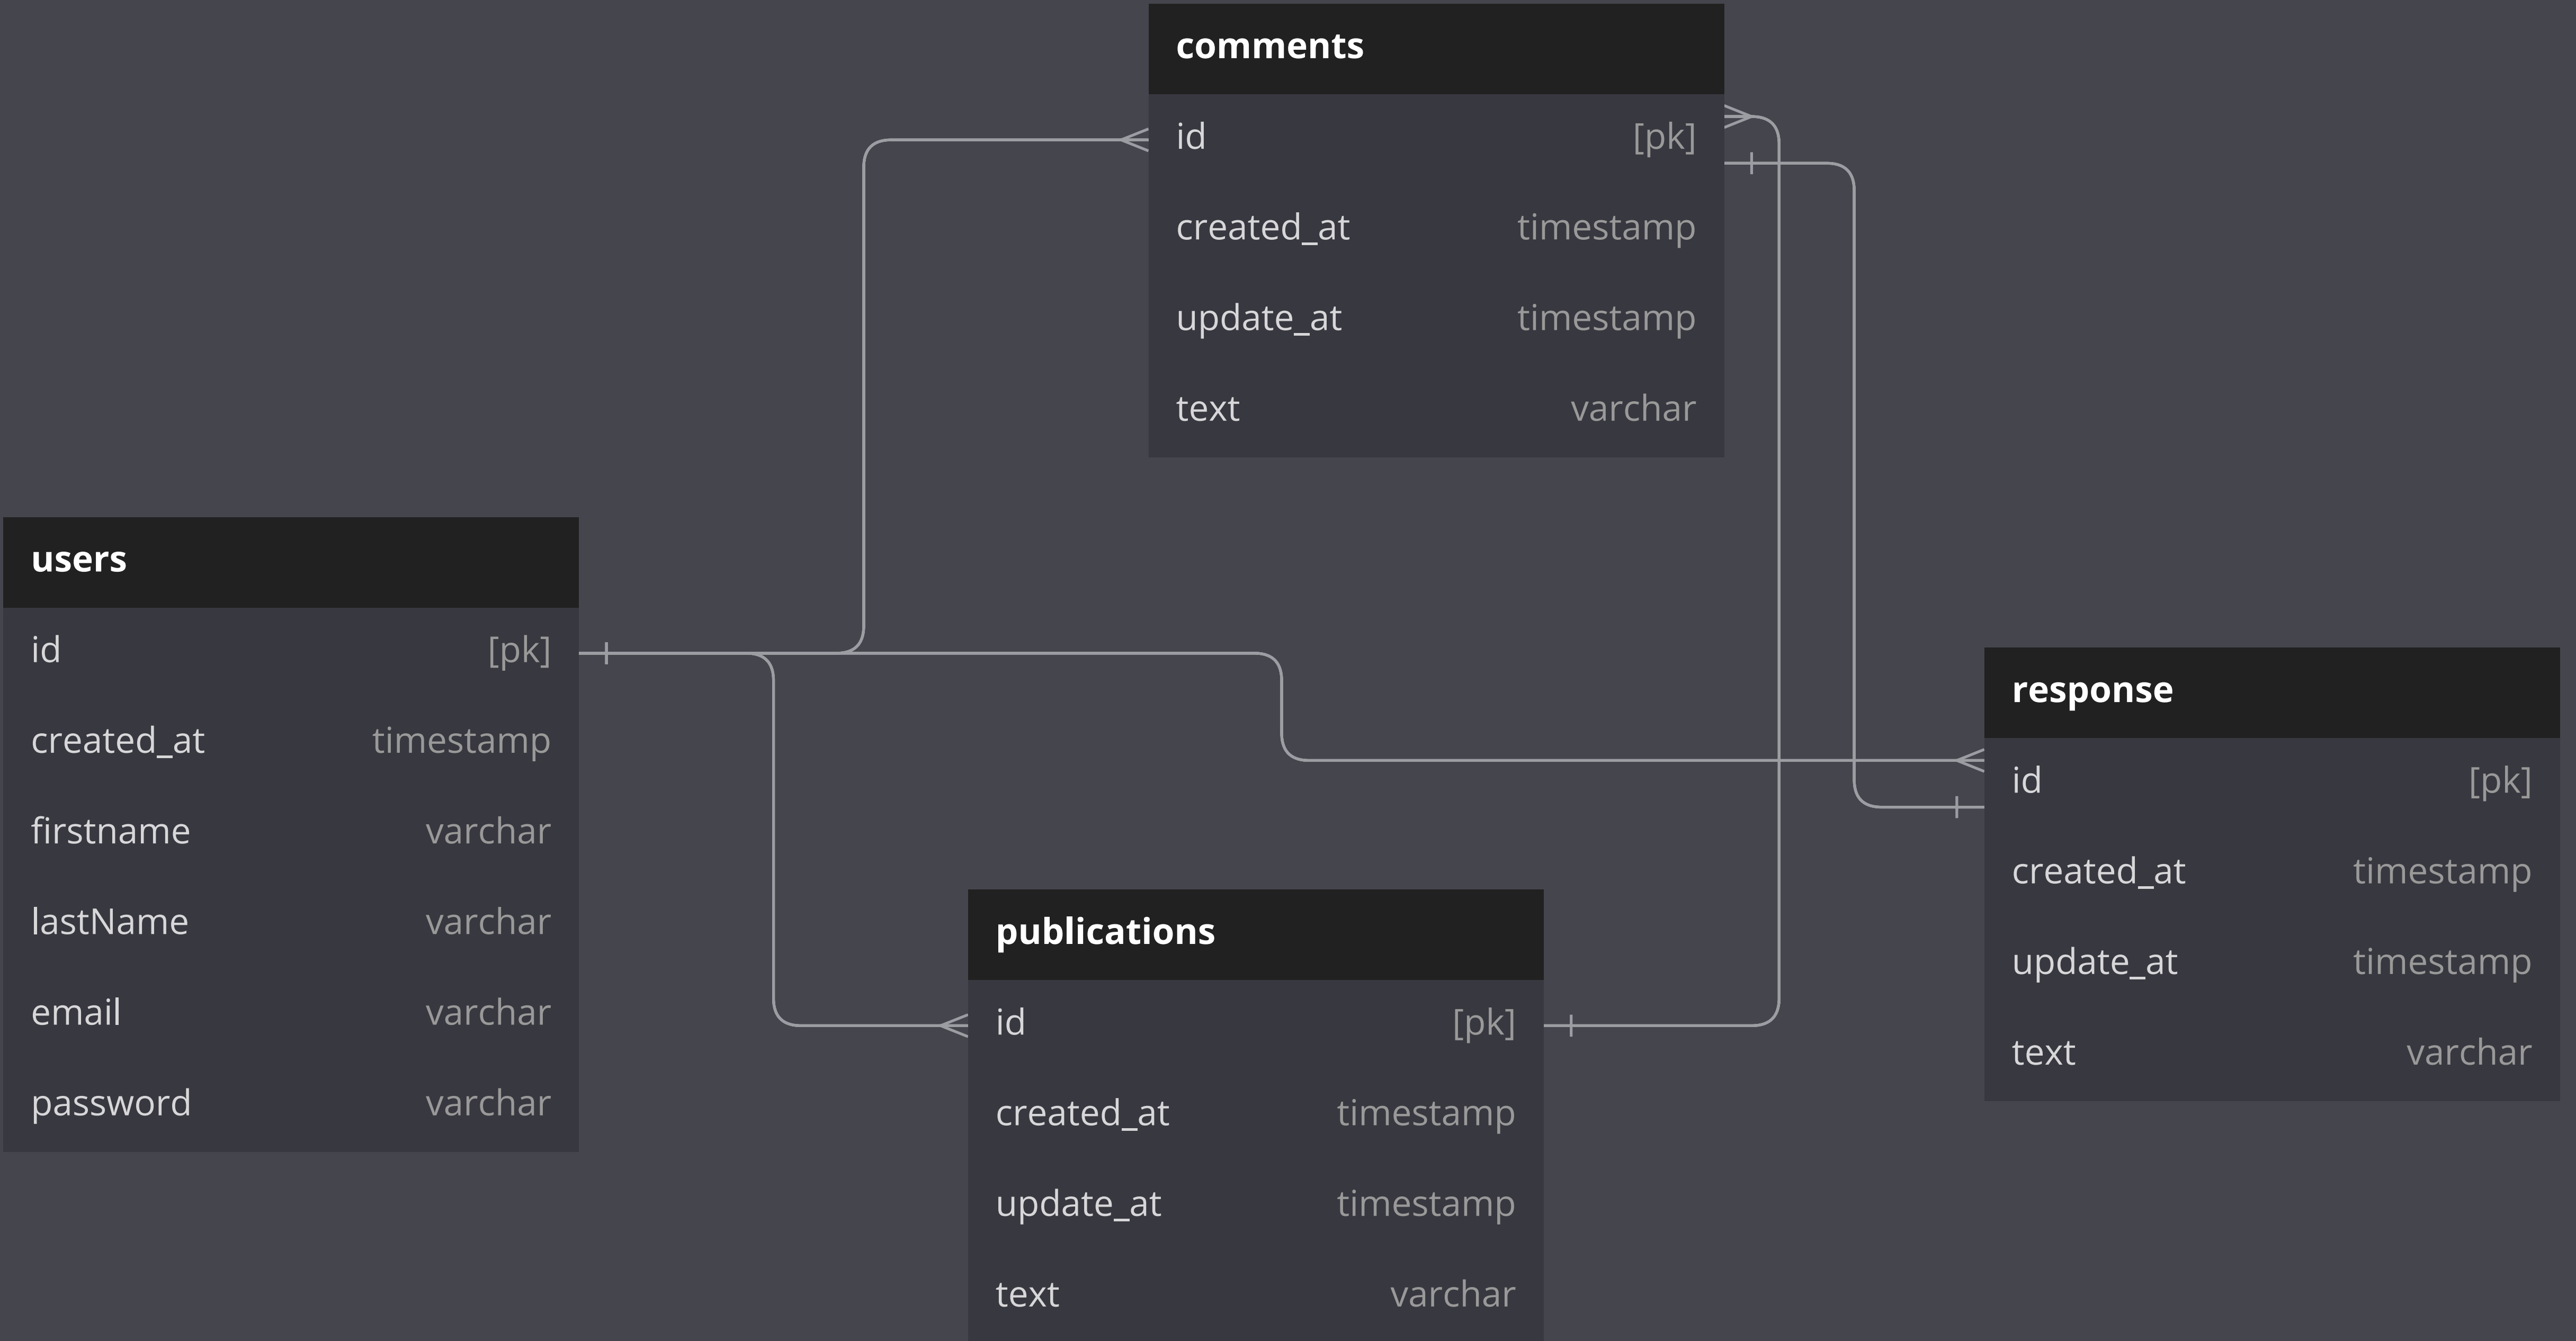 comments
id [pk]
created_at timestamp
update_at timestamp
text varchar
users
id [pk]
created_at timestamp
firstname varchar
lastName varchar
email varchar
password varchar
publications
id [pk]
created_at timestamp
update_at timestamp
text varchar
response
id [pk]
created_at timestamp
update_at timestamp
text varchar